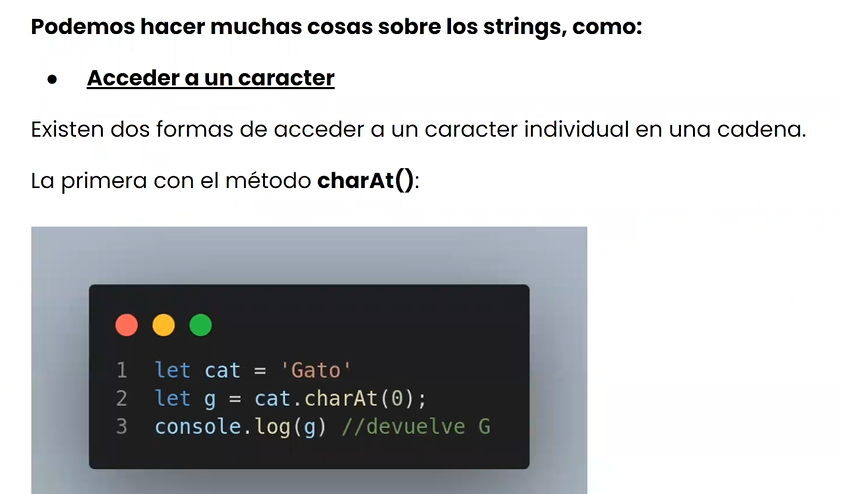 Podemos hacer muchas cosas sobre los strings, como:
● Acceder a un caracter
Existen dos formas de acceder a un caracter individual en una cadena.
La primera con el método charAt():
1 let cat = 'Gato'
2 let g = cat.charAt(0);
3 console.log(g) //devuelve G